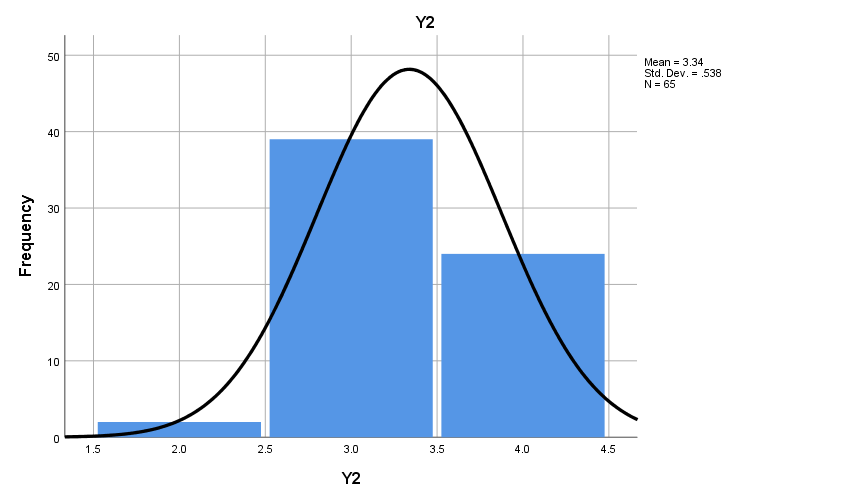 Y2
Mean = 3.34
Std. Dev. = .538
N = 65
Frequency
50
40
30
20
10
0
1.5 2.0 2.5 3.0 3.5 4.0 4.5
Y2